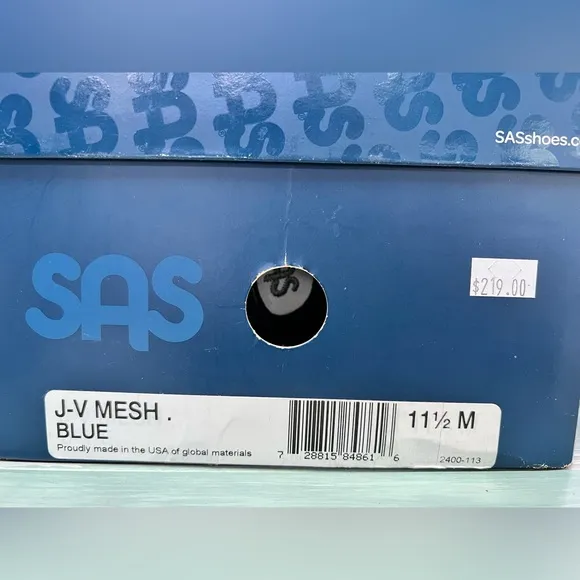 SASshoes.c
SAS
$219.00
J-V MESH .
BLUE
Proudly made in the USA of global materials
7 28815 84861 6
11½ M
2400-113